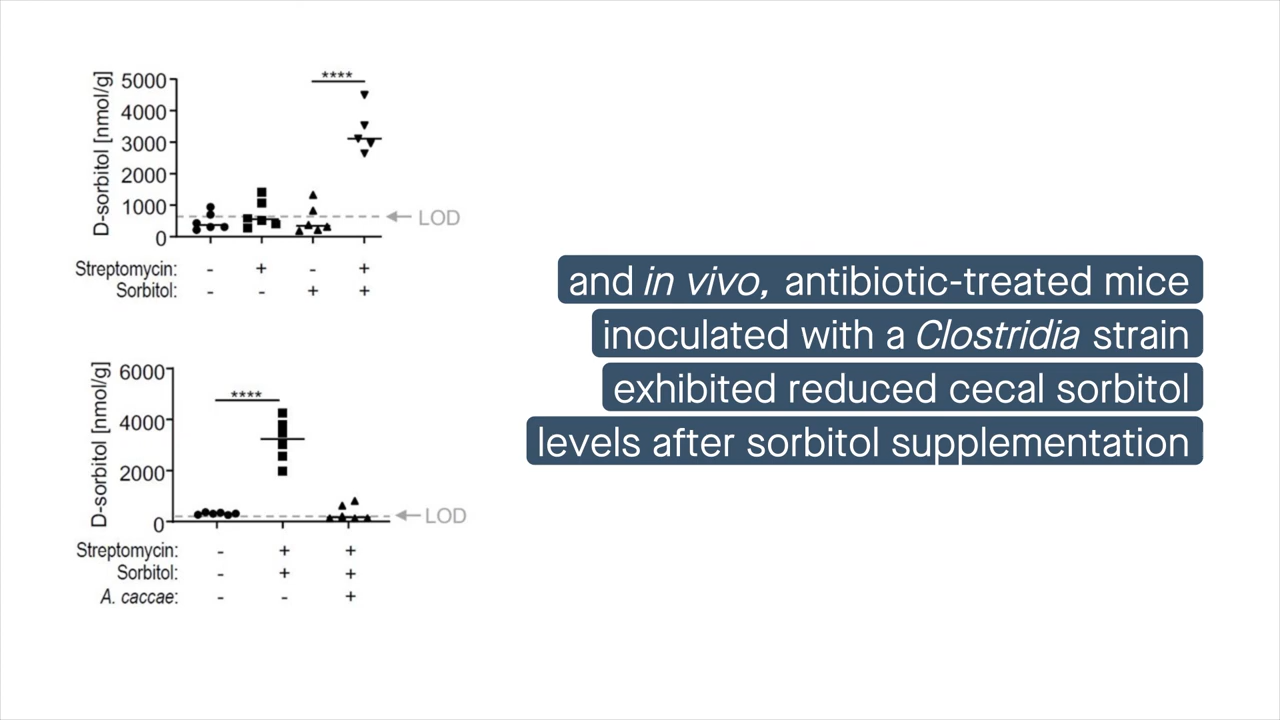 D-sorbitol [nmol/g]
5000
4000
3000
2000
1000
0
****
LOD
Streptomycin: - + - +
Sorbitol: - - + +
D-sorbitol [nmol/g]
6000
4000
2000
0
****
LOD
Streptomycin: - + +
Sorbitol: - + +
A. caccae: - - +
and in vivo, antibiotic-treated mice
inoculated with a Clostridia strain
exhibited reduced cecal sorbitol
levels after sorbitol supplementation